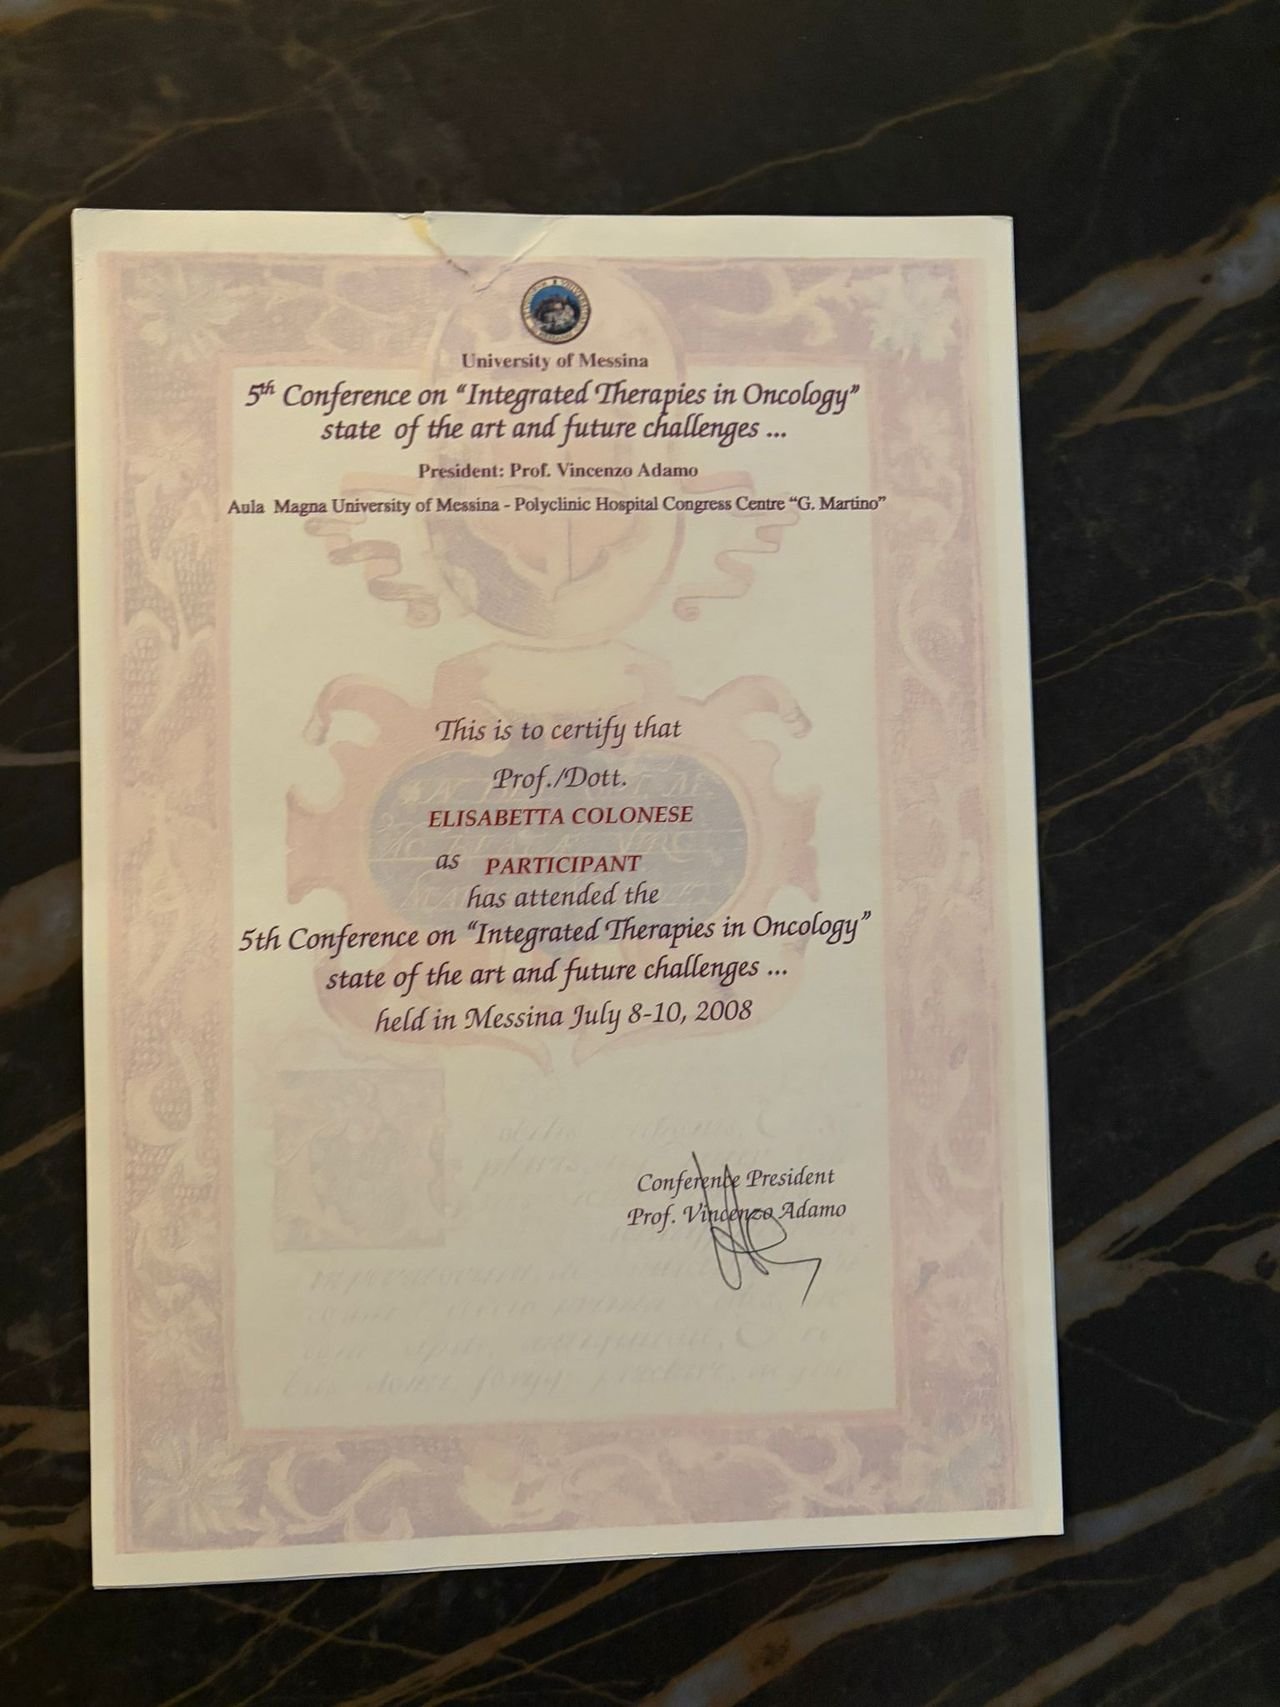 University of Messina
5th Conference on “Integrated Therapies in Oncology”
state of the art and future challenges ...
President: Prof. Vincenzo Adamo
Aula Magna University of Messina - Polyclinic Hospital Congress Centre “G. Martino”
This is to certify that
Prof./Dott.
ELISABETTA COLONESE
as PARTICIPANT
has attended the
5th Conference on “Integrated Therapies in Oncology”
state of the art and future challenges ...
held in Messina July 8-10, 2008
Conference President
Prof. Vincenzo Adamo